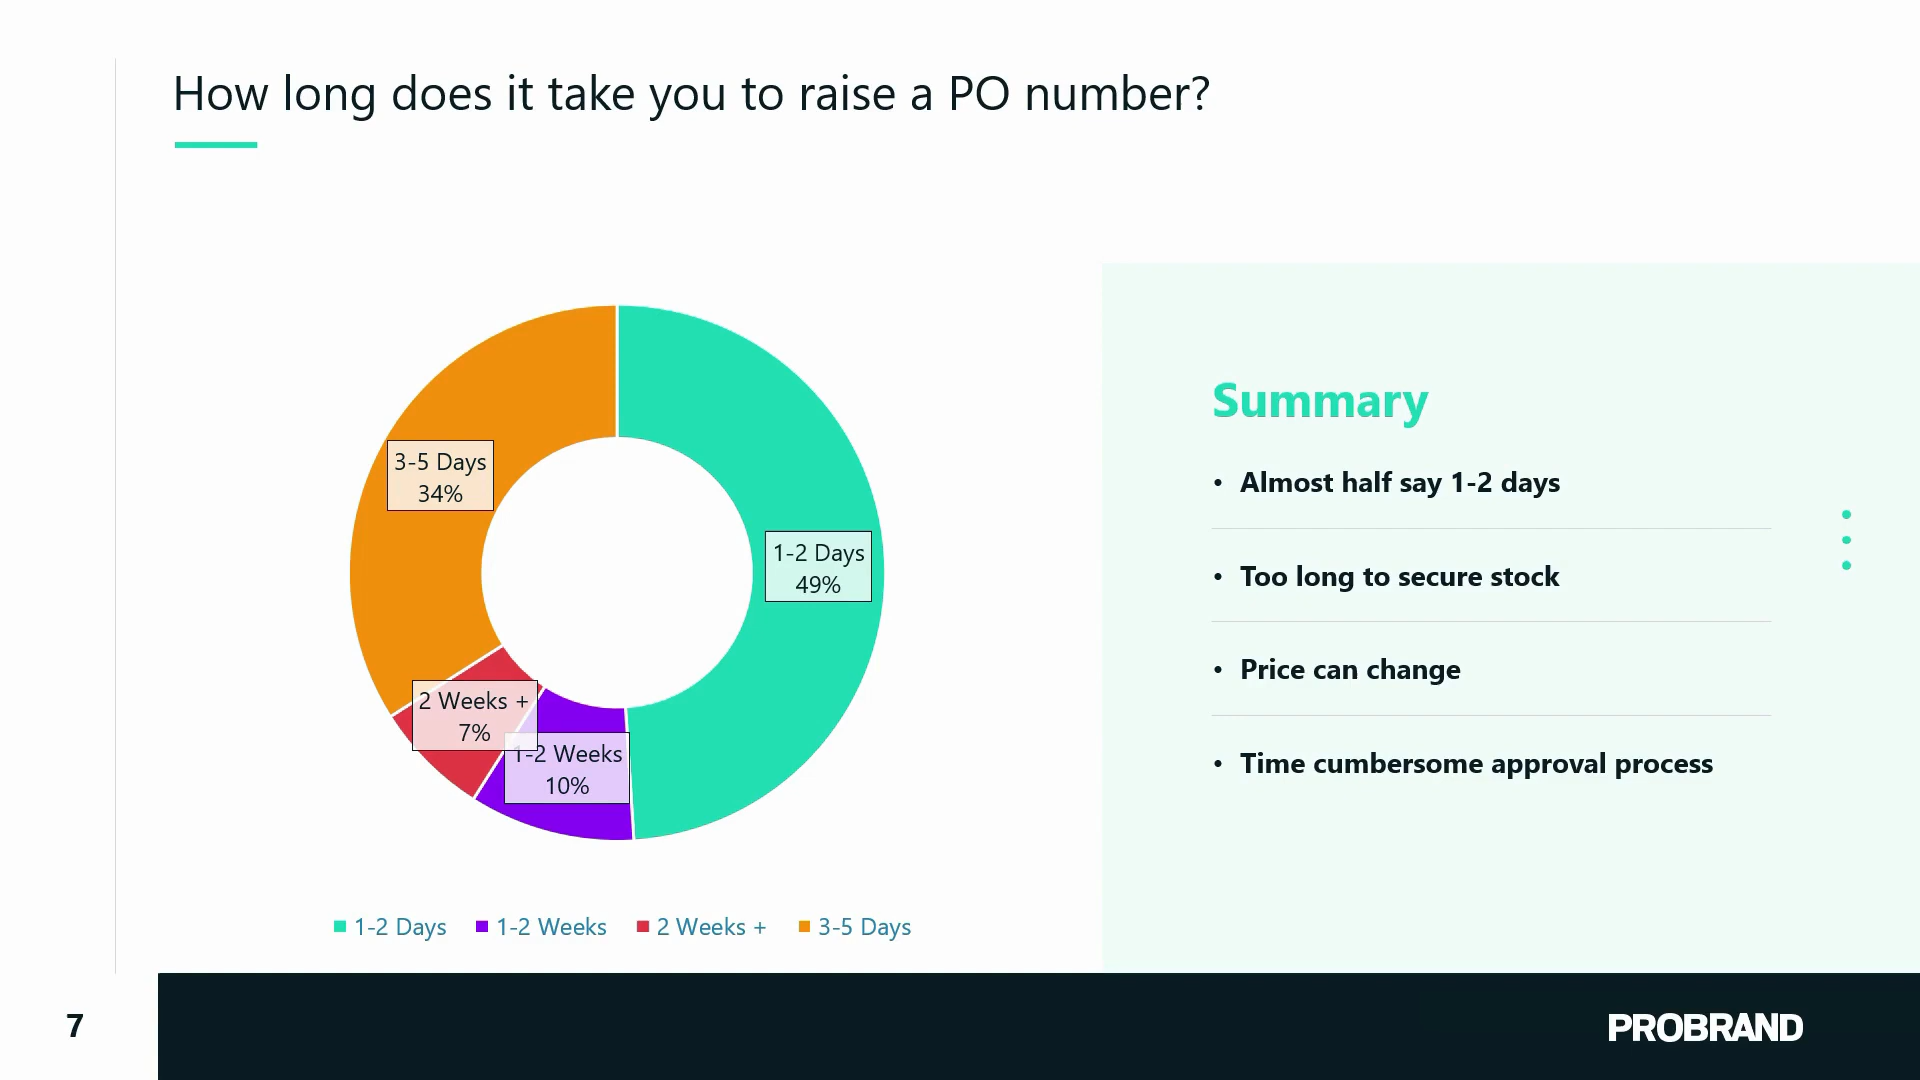 How long does it take you to raise a PO number?
3-5 Days
34%
1-2 Days
49%
2 Weeks +
7%
1-2 Weeks
10%
1-2 Days
1-2 Weeks
2 Weeks +
3-5 Days
Summary
• Almost half say 1-2 days
• Too long to secure stock
• Price can change
• Time cumbersome approval process
7
PROBRAND